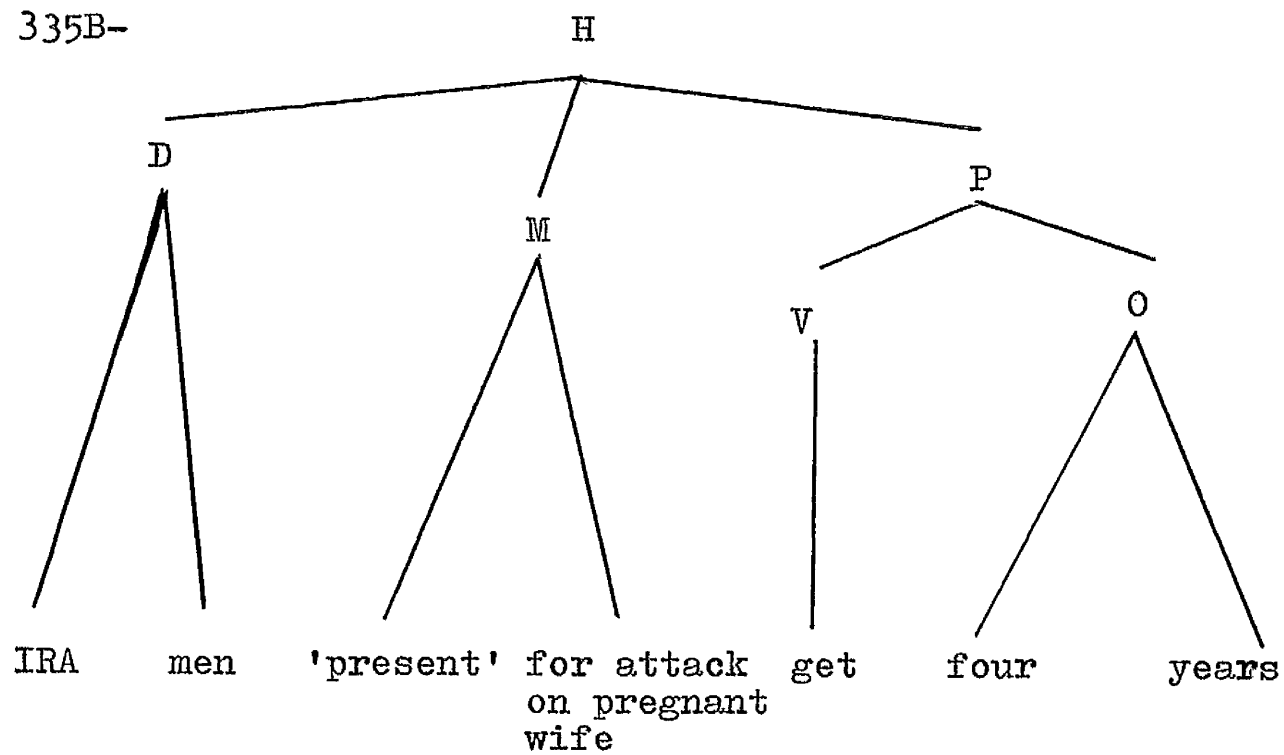 335B-
H
D
M
P
V
O
IRA men 'present' for attack get four years
on pregnant
wife